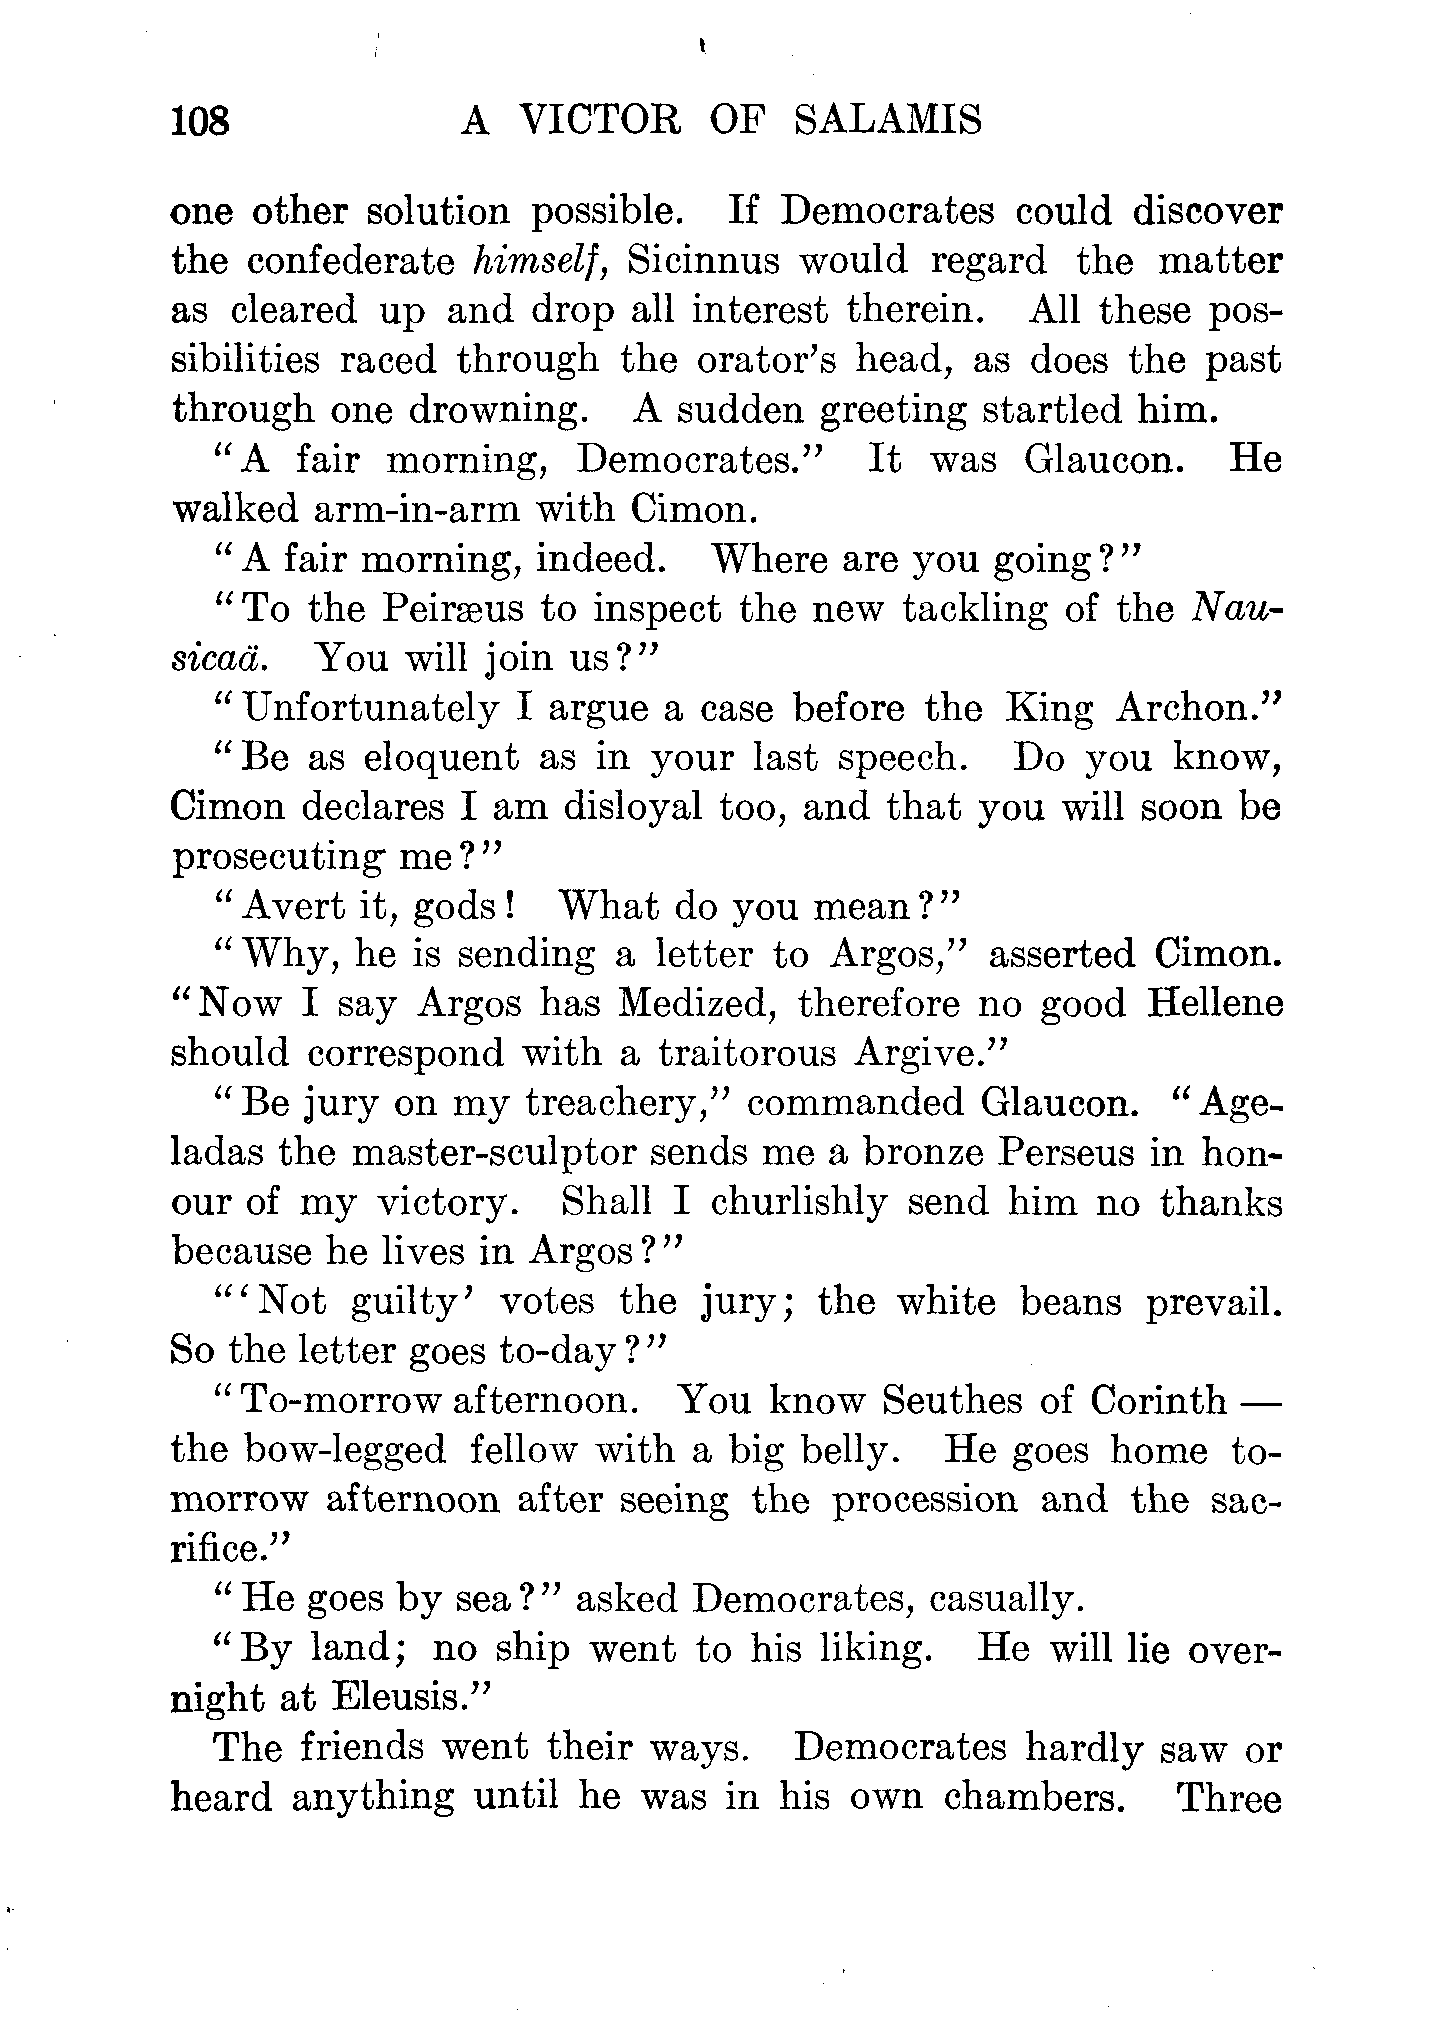 108 A VICTOR OF SALAMIS
one other solution possible. If Democrates could discover
the confederate himself, Sicinnus would regard the matter
as cleared up and drop all interest therein. All these pos-
sibilities raced through the orator's head, as does the past
through one drowning. A sudden greeting startled him.
"A fair morning, Democrates." It was Glaucon. He
walked arm-in-arm with Cimon.
"A fair morning, indeed. Where are you going?"
"To the Peiræus to inspect the new tackling of the Nau-
sicaä. You will join us?"
"Unfortunately I argue a case before the King Archon."
"Be as eloquent as in your last speech. Do you know,
Cimon declares I am disloyal too, and that you will soon be
prosecuting me?"
"Avert it, gods! What do you mean?"
"Why, he is sending a letter to Argos," asserted Cimon.
"Now I say Argos has Medized, therefore no good Hellene
should correspond with a traitorous Argive."
"Be jury on my treachery," commanded Glaucon. "Age-
ladas the master-sculptor sends me a bronze Perseus in hon-
our of my victory. Shall I churlishly send him no thanks
because he lives in Argos?"
"'Not guilty' votes the jury; the white beans prevail.
So the letter goes to-day?"
"To-morrow afternoon. You know Seuthes of Corinth —
the bow-legged fellow with a big belly. He goes home to-
morrow afternoon after seeing the procession and the sac-
rifice."
"He goes by sea?" asked Democrates, casually.
"By land; no ship went to his liking. He will lie over-
night at Eleusis."
The friends went their ways. Democrates hardly saw or
heard anything until he was in his own chambers. Three